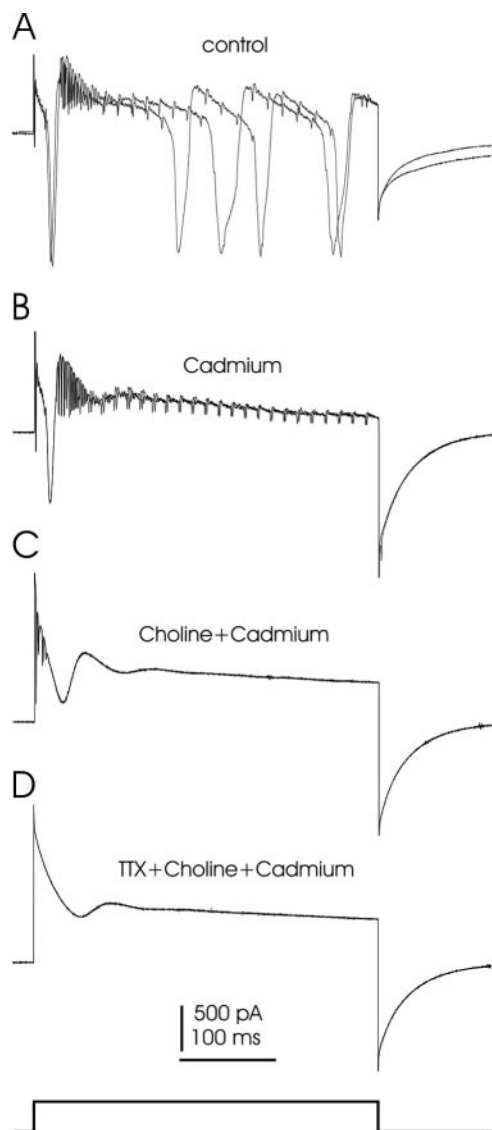 A
control
B
Cadmium
C
Choline+Cadmium
D
TTX+Choline+Cadmium
500 pA
100 ms